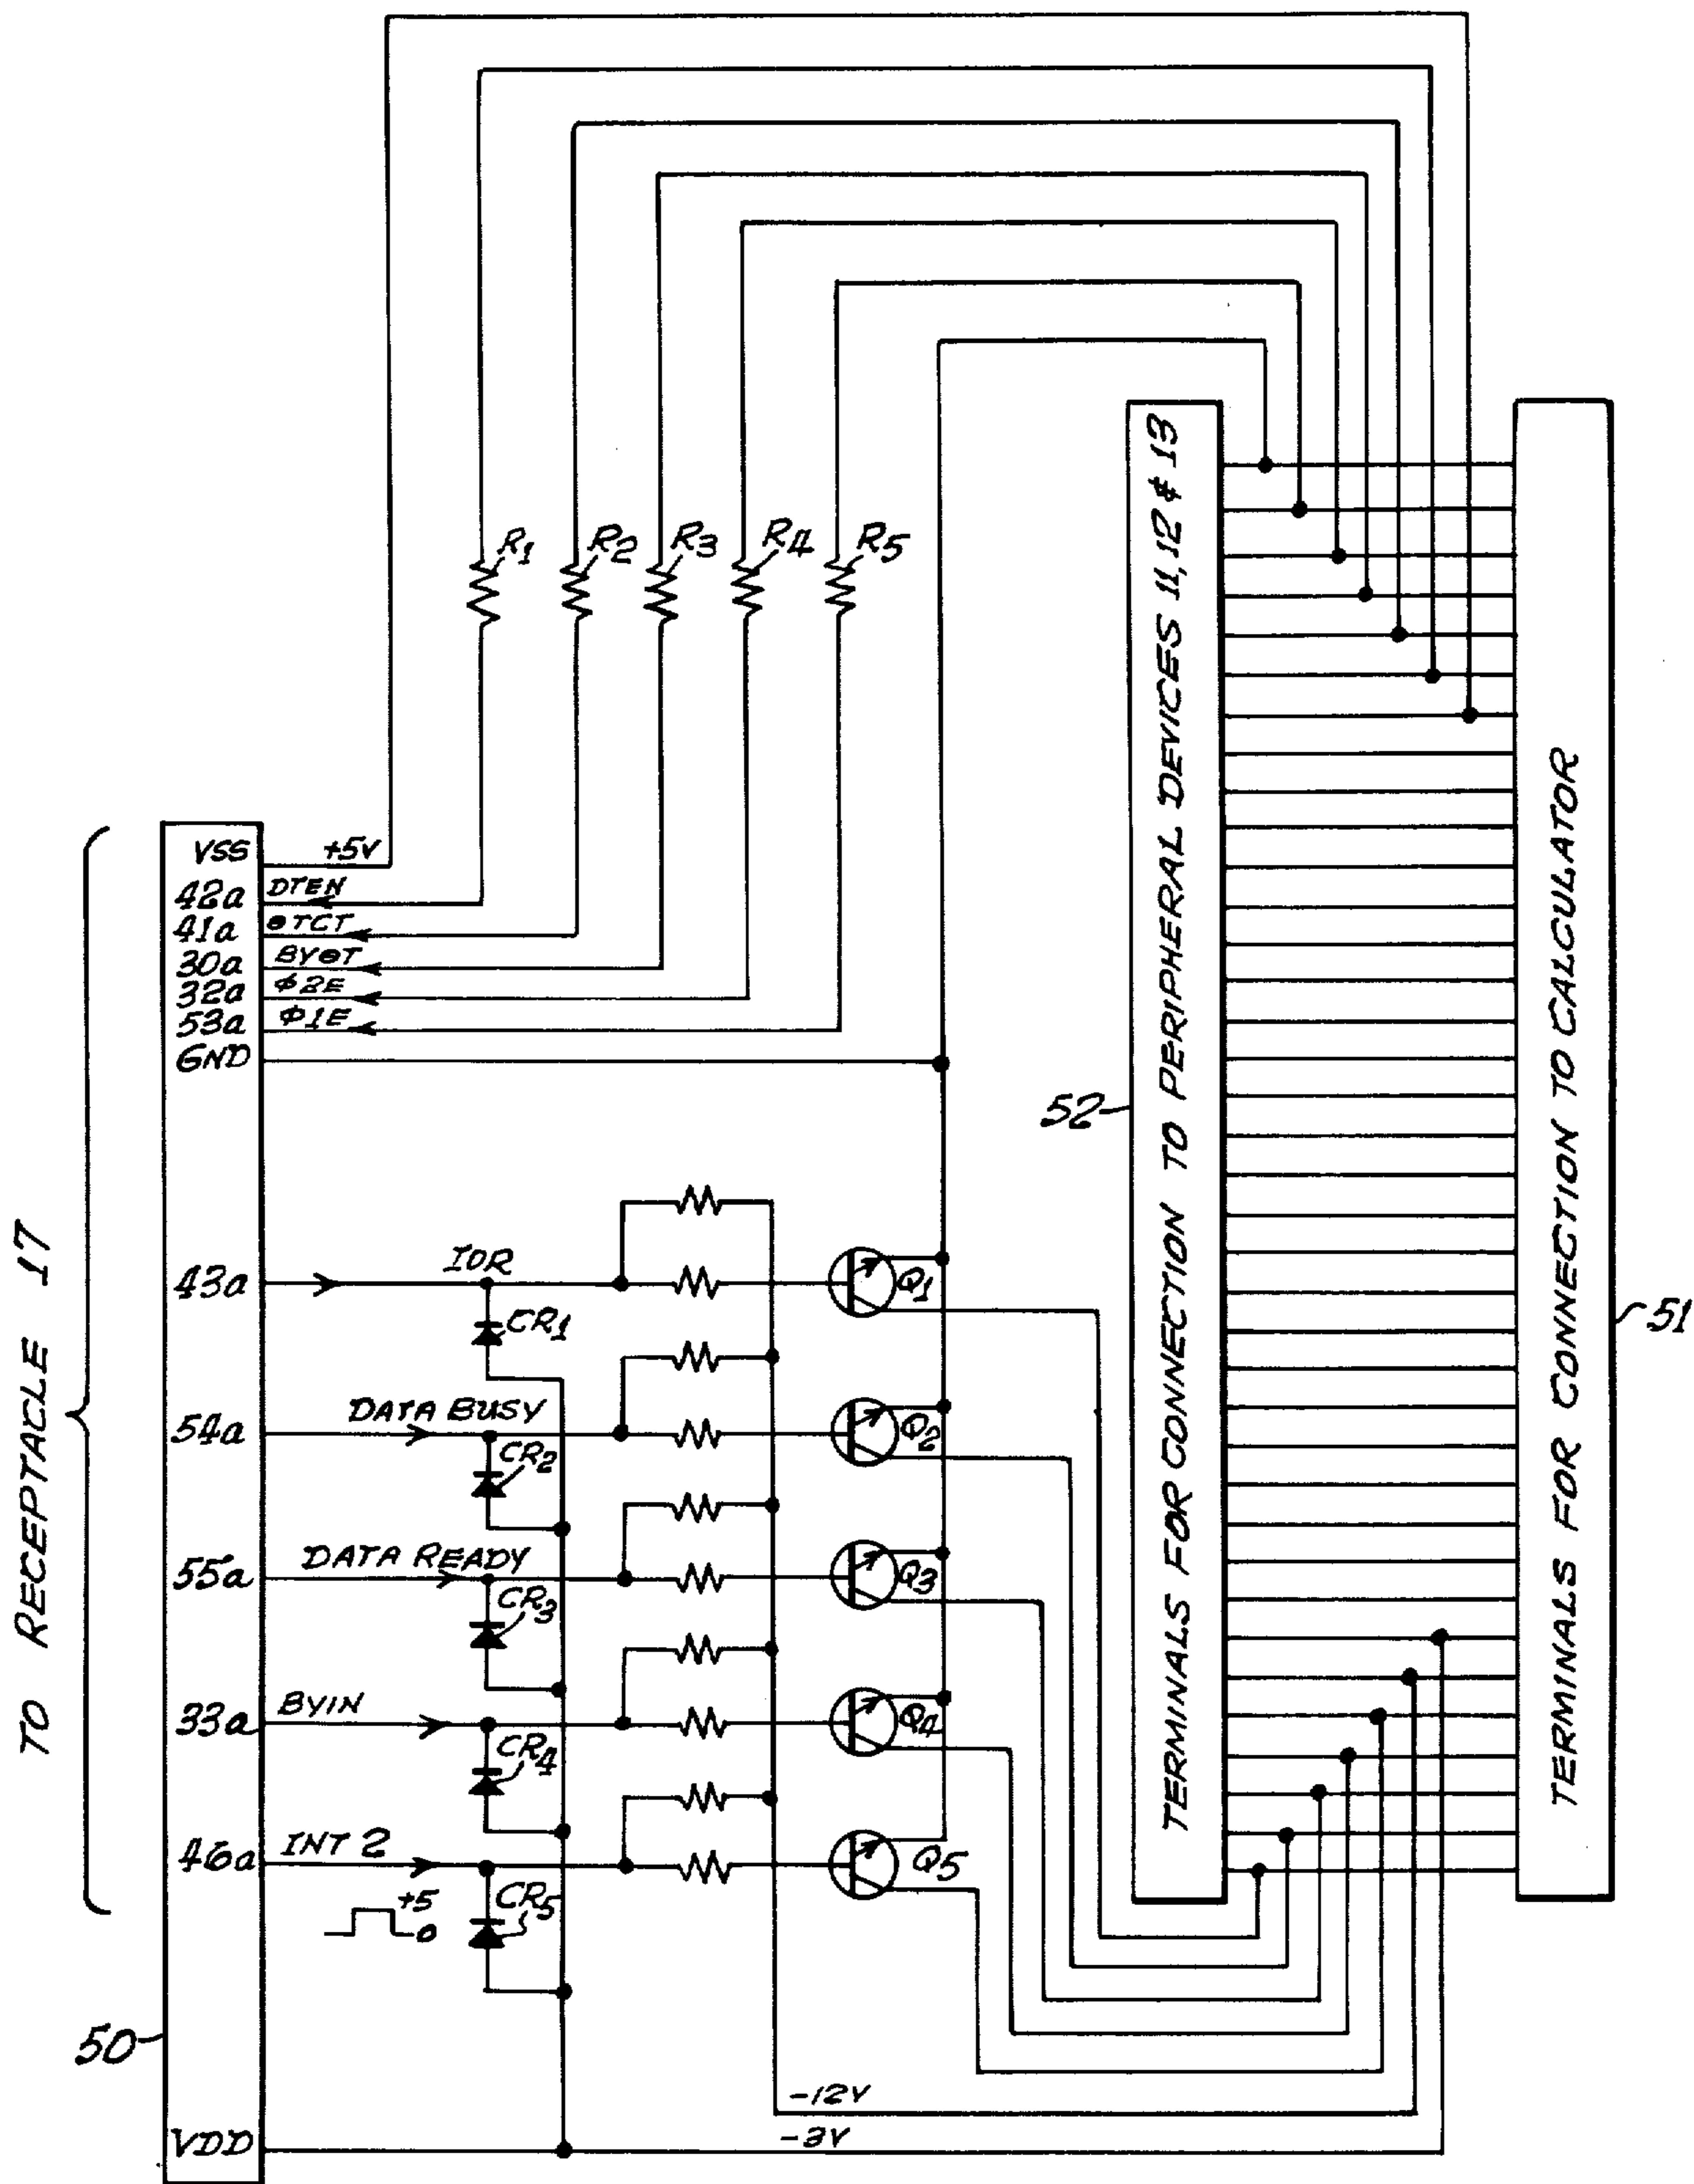 R1
R2
R3
R4
R5
TERMINALS FOR CONNECTION TO PERIPHERAL DEVICES 11, 12 & 13
TERMINALS FOR CONNECTION TO CALCULATOR
52
51
TO RECEPTACLE 17
VSS +5V
42a DTEN
41a ΘTCT
30a BYΘT
32a ϕ2E
53a ϕ1E
GND
43a IOR
CR1
Q1
54a DATA BUSY
CR2
Q2
55a DATA READY
CR3
Q3
33a BYIN
CR4
Q4
46a INT 2
+5
0
CR5
Q5
50
-12V
VDD -3V